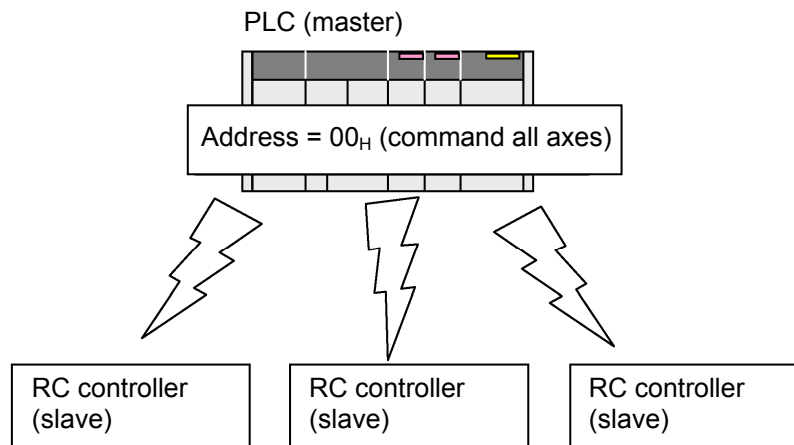 PLC (master)
Address = 00H (command all axes)
RC controller
(slave)
RC controller
(slave)
RC controller
(slave)